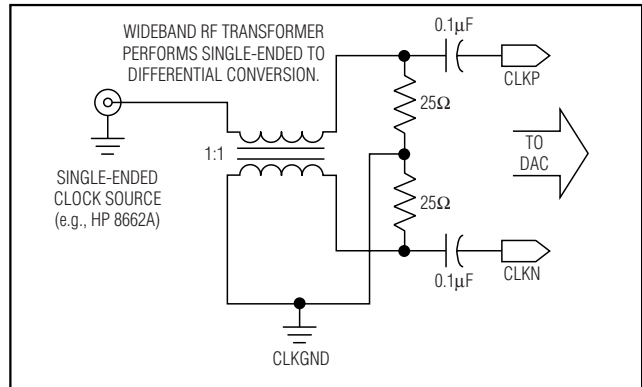 WIDEBAND RF TRANSFORMER
PERFORMS SINGLE-ENDED TO
DIFFERENTIAL CONVERSION.
0.1µF
CLKP
25Ω
1:1
TO
DAC
SINGLE-ENDED
CLOCK SOURCE
(e.g., HP 8662A)
25Ω
0.1µF
CLKN
CLKGND